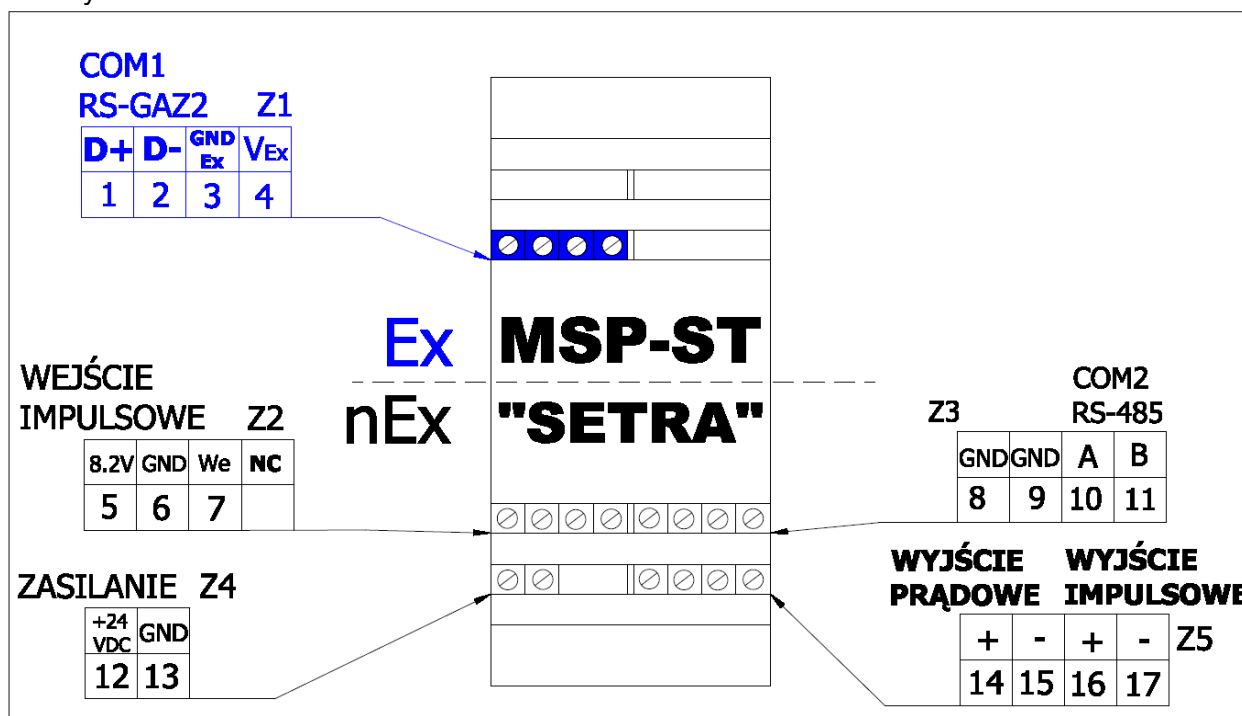 COM1
RS-GAZ2 Z1
D+ D- GND Ex VEx
1 2 3 4
Ex MSP-ST
nEx "SETRA"
WEJŚCIE
IMPULSOWE Z2
8.2V GND We NC
5 6 7
COM2
Z3 RS-485
GND GND A B
8 9 10 11
ZASILANIE Z4
+24 VDC GND
12 13
WYJŚCIE PRĄDOWE WYJŚCIE IMPULSOWE
+ - + - Z5
14 15 16 17